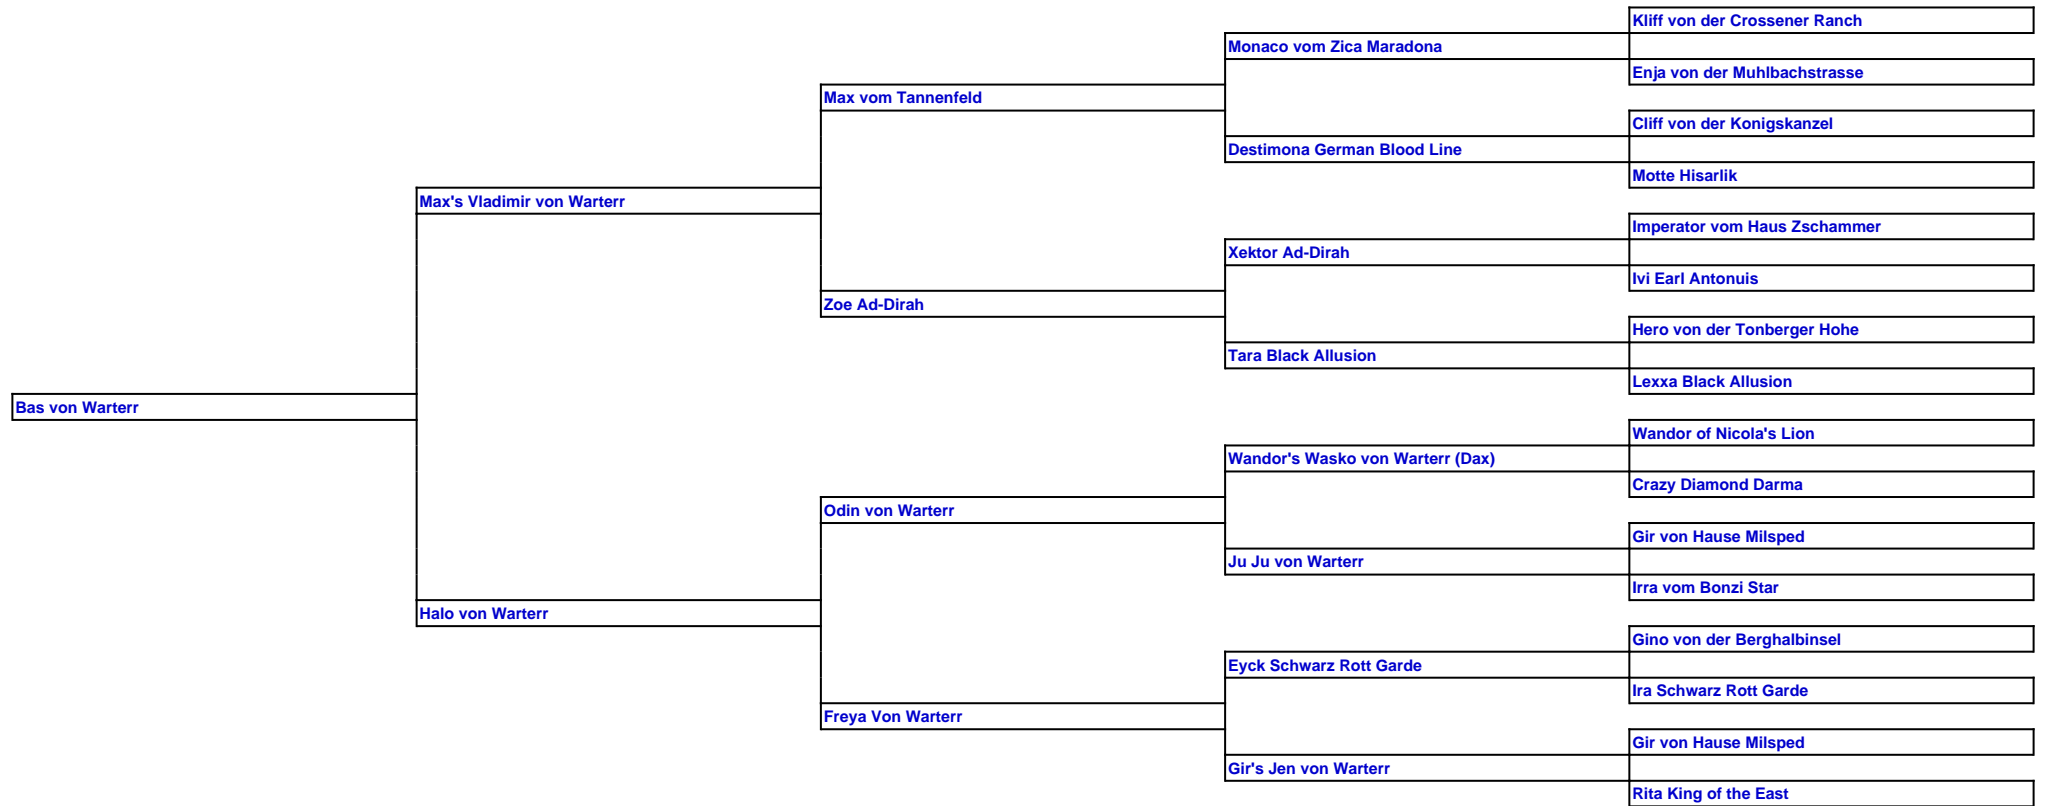 Kliff von der Crossener Ranch
Monaco vom Zica Maradona
Enja von der Muhlbachstrasse
Max vom Tannenfeld
Cliff von der Konigskanzel
Destimona German Blood Line
Motte Hisarlik
Max's Vladimir von Warterr
Imperator vom Haus Zschammer
Xektor Ad-Dirah
Ivi Earl Antonuis
Zoe Ad-Dirah
Hero von der Tonberger Hohe
Tara Black Allusion
Lexxa Black Allusion
Bas von Warterr
Wandor of Nicola's Lion
Wandor's Wasko von Warterr (Dax)
Crazy Diamond Darma
Odin von Warterr
Gir von Hause Milsped
Ju Ju von Warterr
Irra vom Bonzi Star
Halo von Warterr
Gino von der Berghalbinsel
Eyck Schwarz Rott Garde
Ira Schwarz Rott Garde
Freya Von Warterr
Gir von Hause Milsped
Gir's Jen von Warterr
Rita King of the East